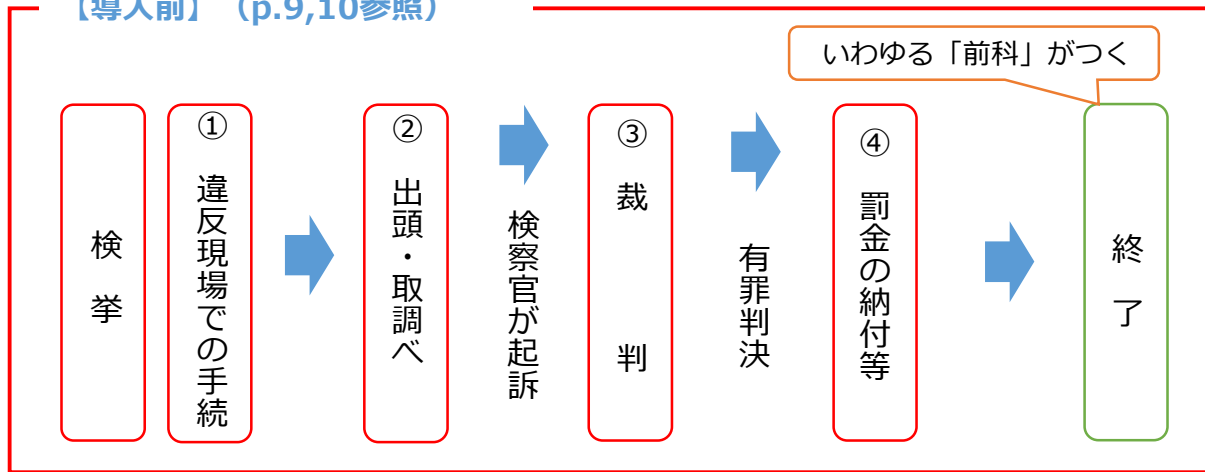 【導入前】（p.9,10参照）
いわゆる「前科」がつく
検挙
① 違反現場での手続
② 出頭・取調べ
検察官が起訴
③ 裁判
有罪判決
④ 罰金の納付等
終了